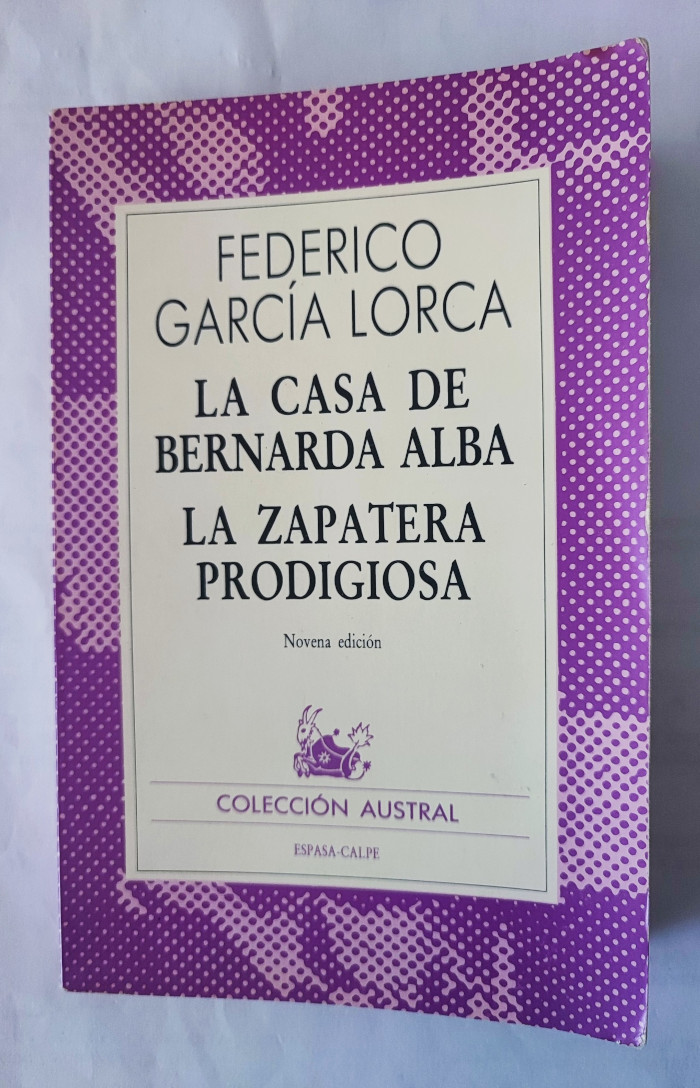 FEDERICO
GARCÍA LORCA
LA CASA DE
BERNARDA ALBA
LA ZAPATERA
PRODIGIOSA
Novena edición
COLECCIÓN AUSTRAL
ESPASA-CALPE